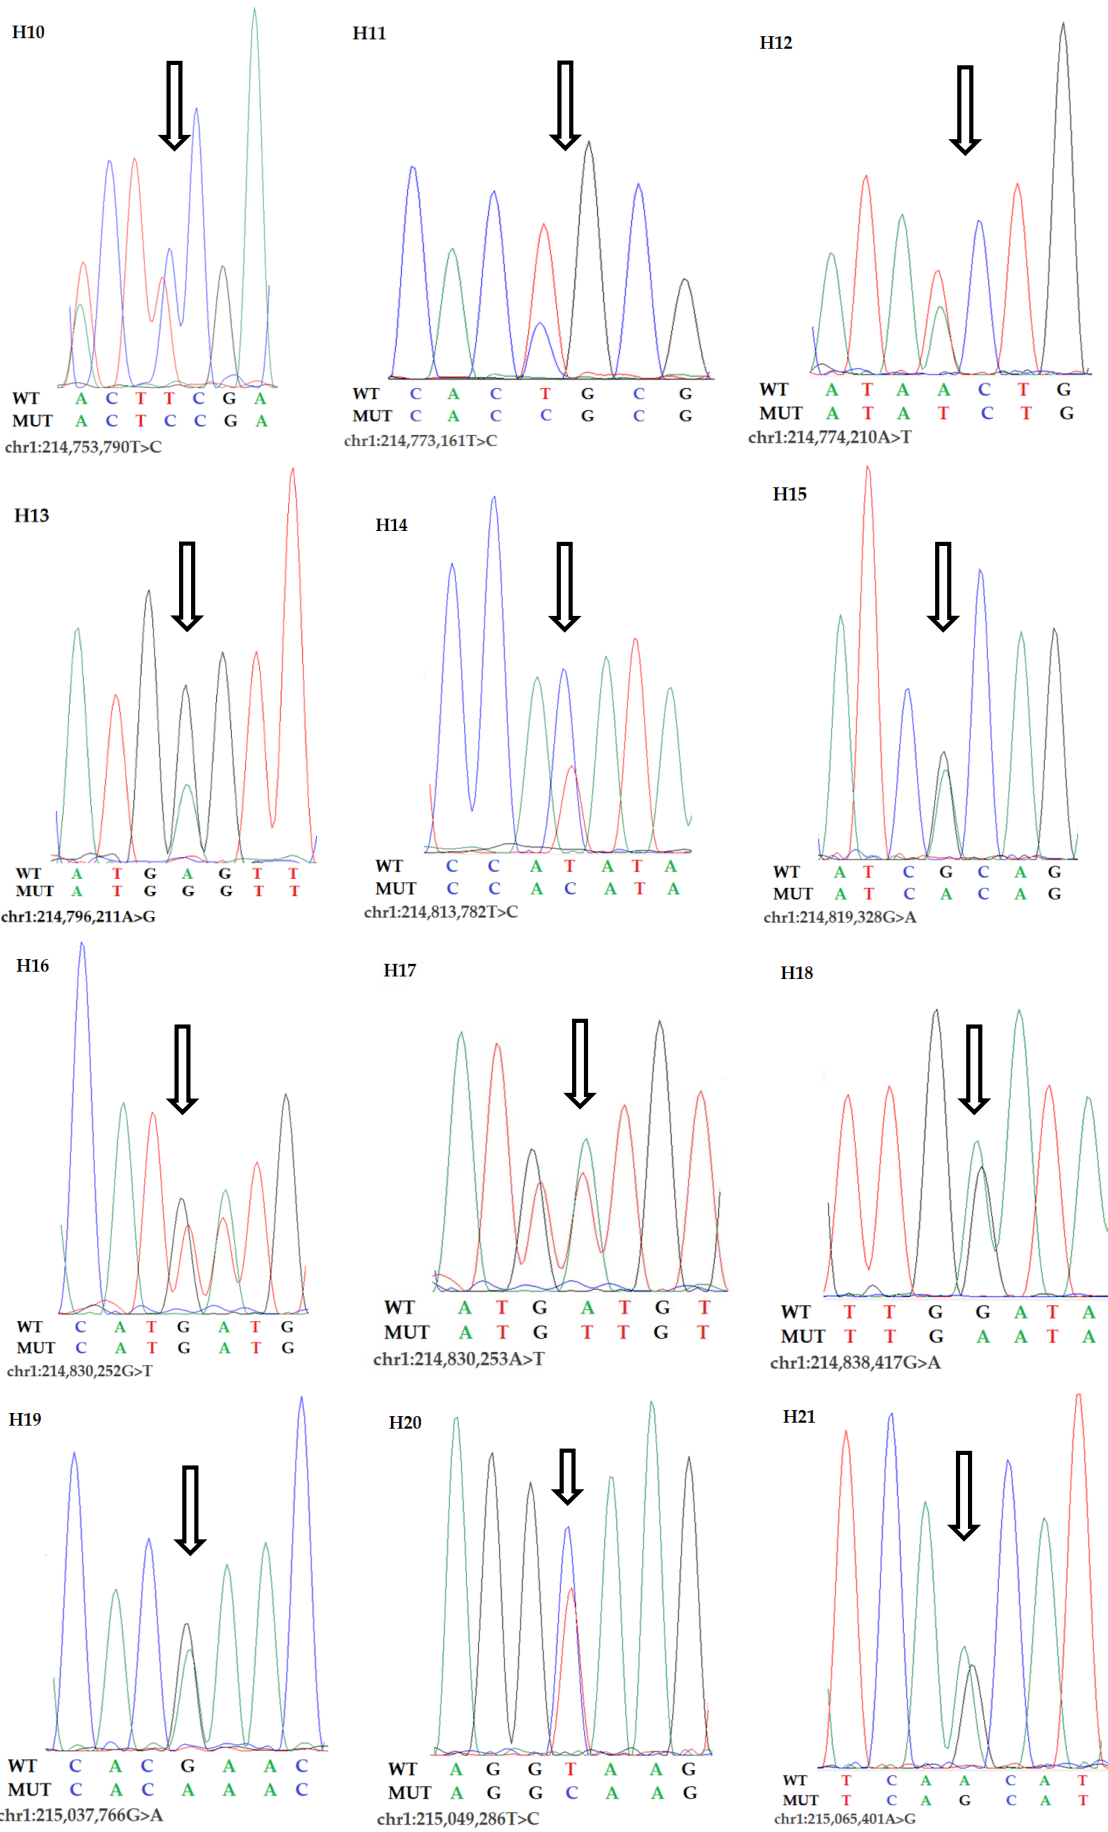 H10
WT A C T T C G A
MUT A C T C C G A
chr1:214,753,790T>C
H11
WT C A C T G C G
MUT C A C C G C G
chr1:214,773,161T>C
H12
WT A T A A C T G
MUT A T A T C T G
chr1:214,774,210A>T
H13
WT A T G A G T T
MUT A T G G G T T
chr1:214,796,211A>G
H14
WT C C A T A T A
MUT C C A C A T A
chr1:214,813,782T>C
H15
WT A T C G C A G
MUT A T C A C A G
chr1:214,819,328G>A
H16
WT C A T G A T G
MUT C A T G A T G
chr1:214,830,252G>T
H17
WT A T G A T G T
MUT A T G T T G T
chr1:214,830,253A>T
H18
WT T T G G A T A
MUT T T G A A T A
chr1:214,838,417G>A
H19
WT C A C G A A C
MUT C A C A A A C
chr1:215,037,766G>A
H20
WT A G G T A A G
MUT A G G C A A G
chr1:215,049,286T>C
H21
WT T C A A C A T
MUT T C A G C A T
chr1:215,065,401A>G